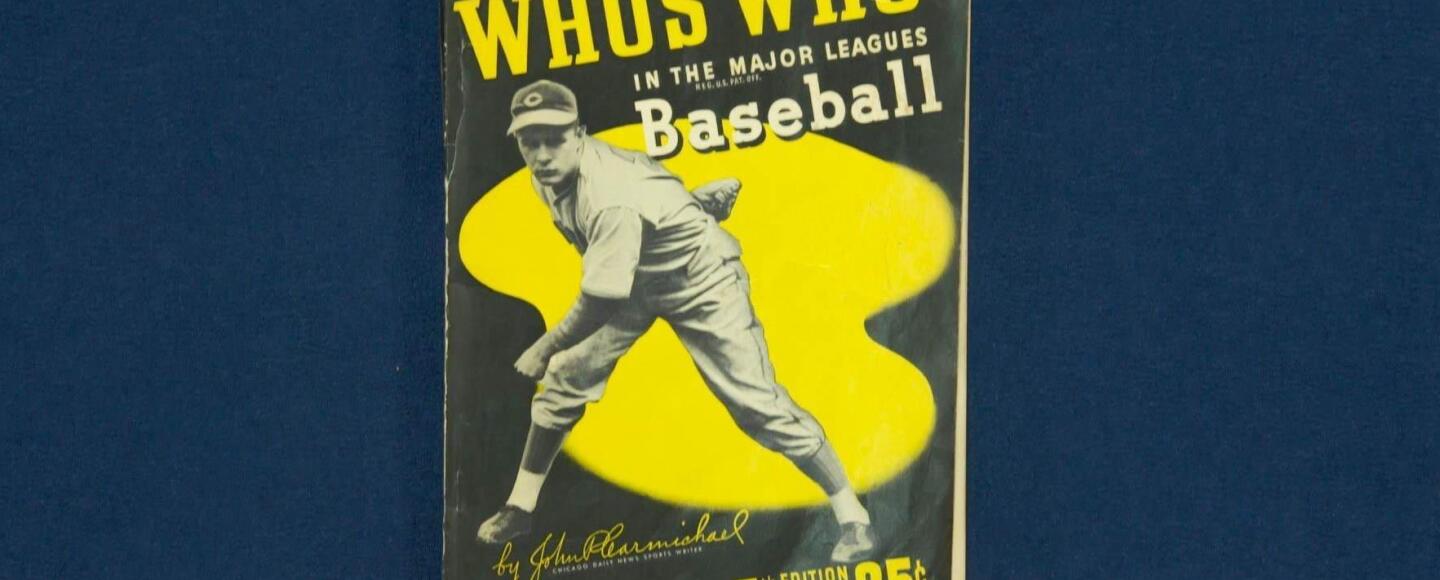 WHO'S WHO
IN THE MAJOR LEAGUES
REG. U.S. PAT. OFF.
Baseball
C
by John P. Carmichael
CHICAGO DAILY NEWS SPORTS WRITER
EDITION 25¢